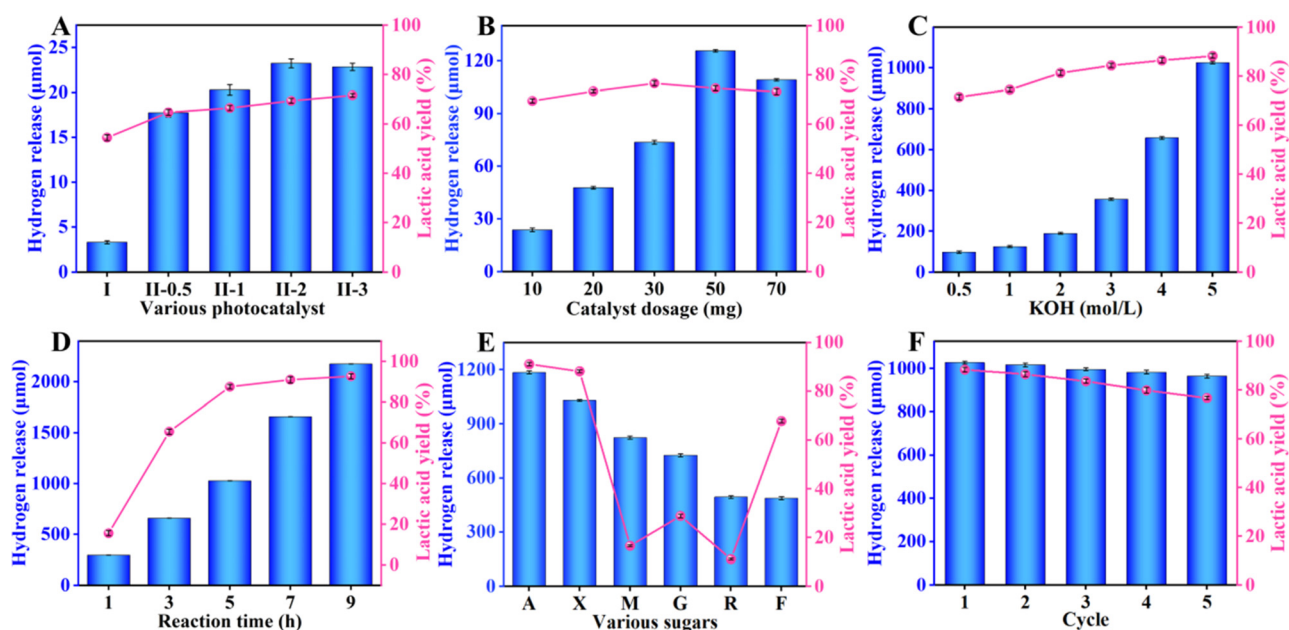 A
Hydrogen release (μmol)
25
20
15
10
5
0
100
80
60
40
20
0
Lactic acid yield (%)
I II-0.5 II-1 II-2 II-3
Various photocatalyst
B
Hydrogen release (μmol)
120
90
60
30
0
100
80
60
40
20
0
Lactic acid yield (%)
10 20 30 50 70
Catalyst dosage (mg)
C
Hydrogen release (μmol)
1000
800
600
400
200
0
100
80
60
40
20
0
Lactic acid yield (%)
0.5 1 2 3 4 5
KOH (mol/L)
D
Hydrogen release (μmol)
2000
1500
1000
500
0
100
80
60
40
20
0
Lactic acid yield (%)
1 3 5 7 9
Reaction time (h)
E
Hydrogen release (μmol)
1200
900
600
300
0
100
80
60
40
20
0
Lactic acid yield (%)
A X M G R F
Various sugars
F
Hydrogen release (μmol)
1000
800
600
400
200
0
100
80
60
40
20
0
Lactic acid yield (%)
1 2 3 4 5
Cycle